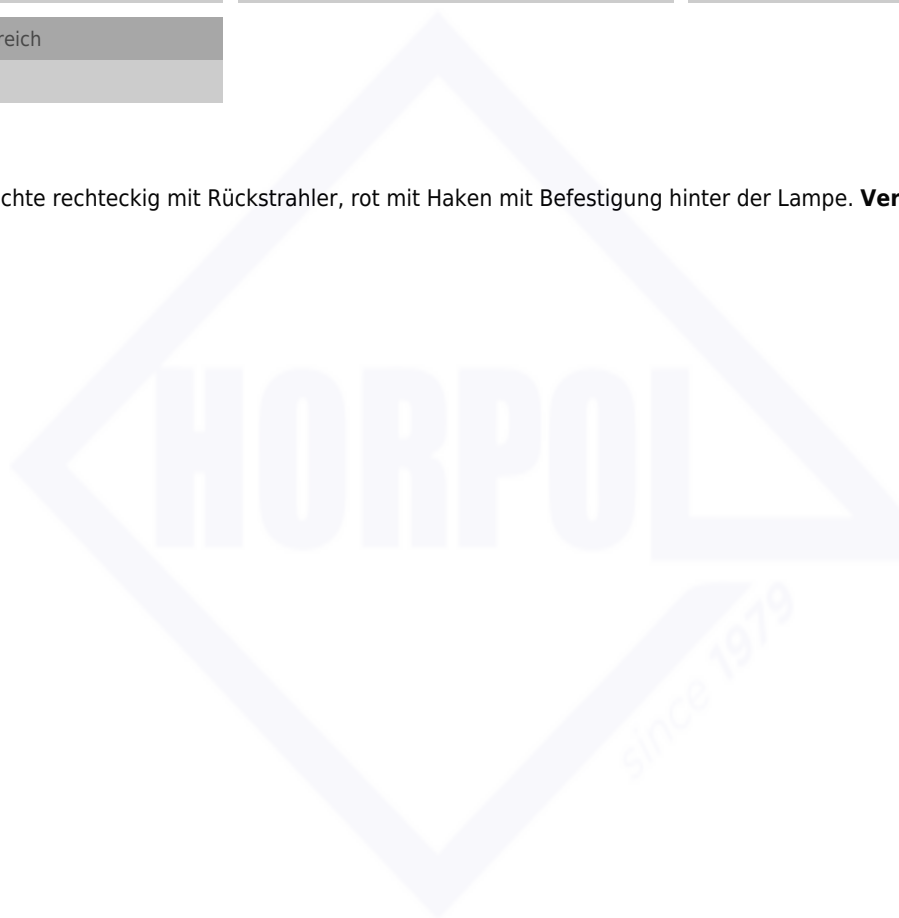 reich
chte rechteckig mit Rückstrahler, rot mit Haken mit Befestigung hinter der Lampe. Ver
HORPOL
since 1979